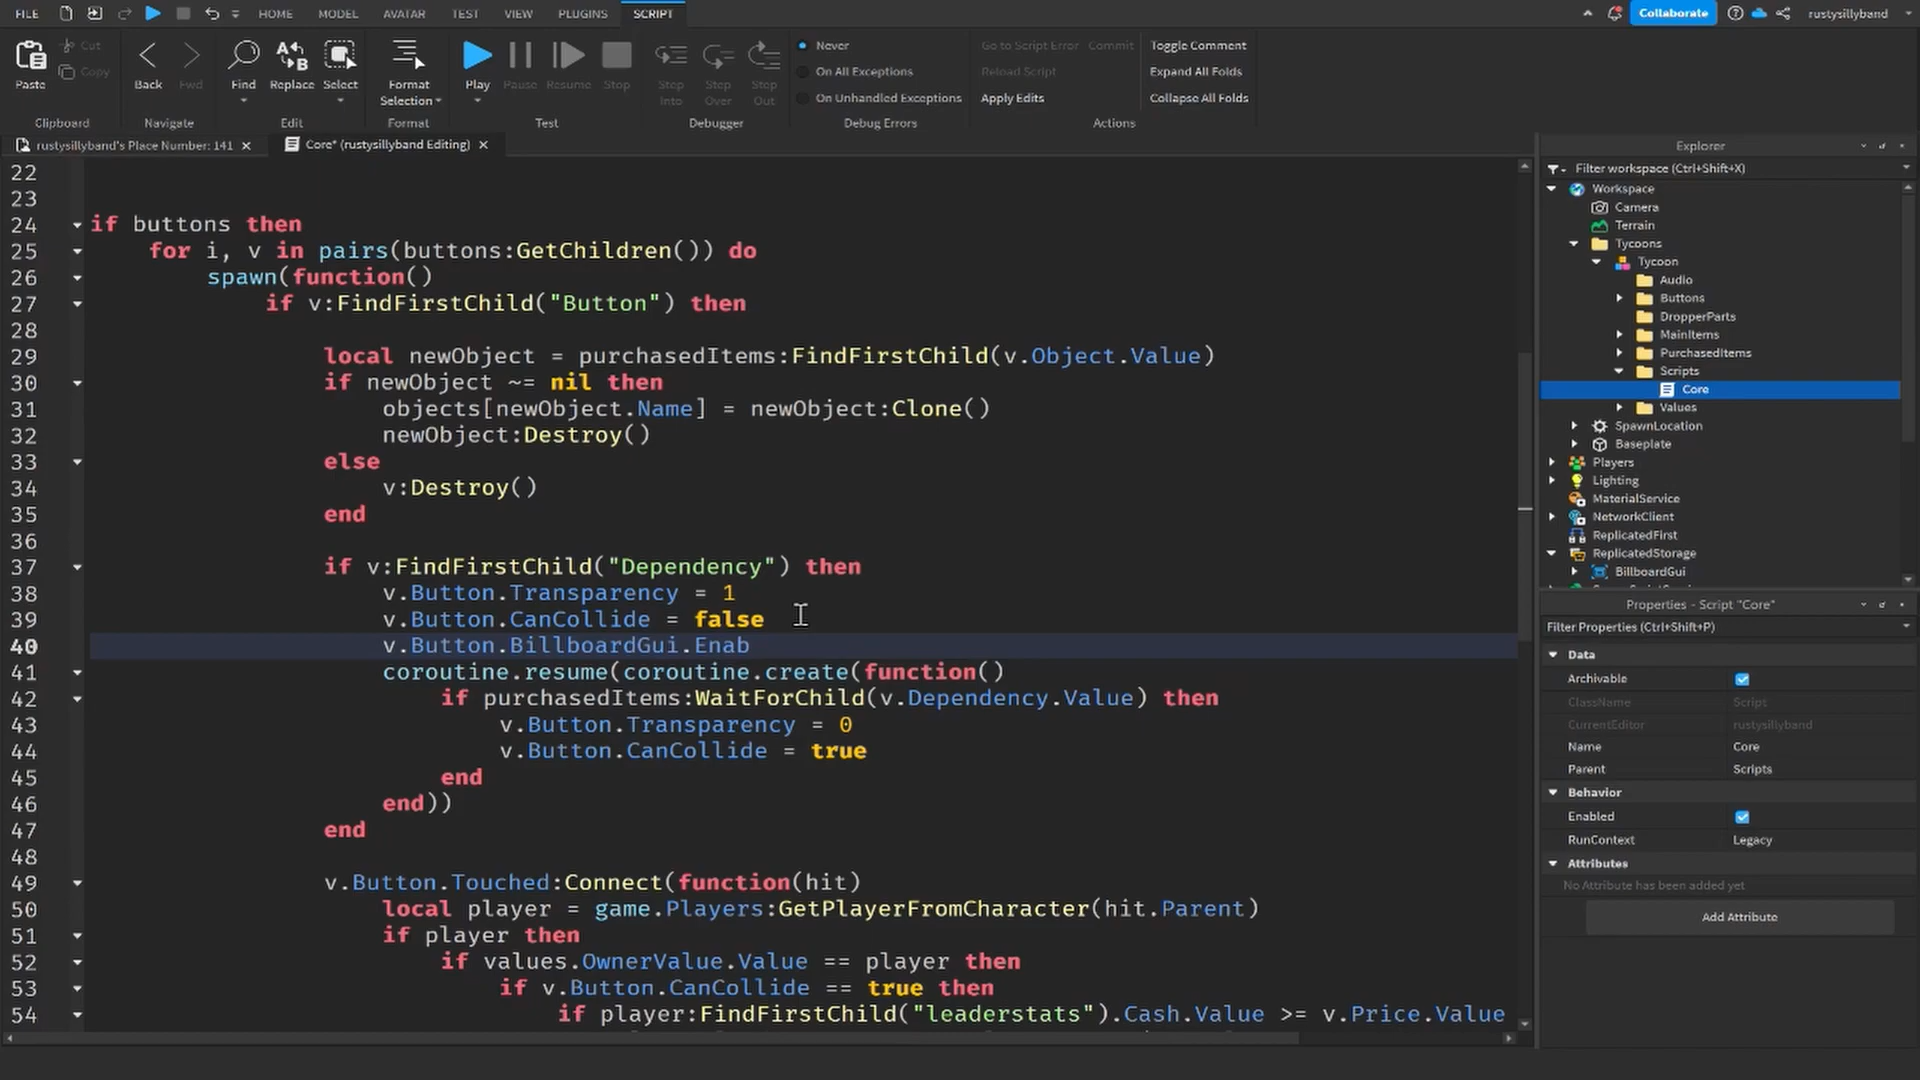 FILE HOME MODEL AVATAR TEST VIEW PLUGINS SCRIPT Collaborate rustysillyband
Paste Cut Copy Clipboard
Back Fwd Navigate
Find Replace Select Edit
Format Selection Format
Play Pause Resume Stop Test
Step Into Step Over Step Out Debugger
Never
On All Exceptions
On Unhandled Exceptions
Debug Errors
Go to Script Error Commit
Reload Script
Apply Edits
Toggle Comment
Expand All Folds
Collapse All Folds
Actions
rustysillyband's Place Number: 141 Core* (rustysillyband Editing)
22
23
24 if buttons then
25 for i, v in pairs(buttons:GetChildren()) do
26 spawn(function()
27 if v:FindFirstChild("Button") then
28
29 local newObject = purchasedItems:FindFirstChild(v.Object.Value)
30 if newObject ~= nil then
31 objects[newObject.Name] = newObject:Clone()
32 newObject:Destroy()
33 else
34 v:Destroy()
35 end
36
37 if v:FindFirstChild("Dependency") then
38 v.Button.Transparency = 1
39 v.Button.CanCollide = false
40 v.Button.BillboardGui.Enab
41 coroutine.resume(coroutine.create(function()
42 if purchasedItems:WaitForChild(v.Dependency.Value) then
43 v.Button.Transparency = 0
44 v.Button.CanCollide = true
45 end
46 end))
47 end
48
49 v.Button.Touched:Connect(function(hit)
50 local player = game.Players:GetPlayerFromCharacter(hit.Parent)
51 if player then
52 if values.OwnerValue.Value == player then
53 if v.Button.CanCollide == true then
54 if player:FindFirstChild("leaderstats").Cash.Value >= v.Price.Value
Explorer
Filter workspace (Ctrl+Shift+X)
Workspace
Camera
Terrain
Tycoons
Tycoon
Audio
Buttons
DropperParts
MainItems
PurchasedItems
Scripts
Core
Values
SpawnLocation
Baseplate
Players
Lighting
MaterialService
NetworkClient
ReplicatedFirst
ReplicatedStorage
BillboardGui
Properties - Script "Core"
Filter Properties (Ctrl+Shift+P)
Data
Archivable
ClassName Script
CurrentEditor rustysillyband
Name Core
Parent Scripts
Behavior
Enabled
RunContext Legacy
Attributes
No Attribute has been added yet
Add Attribute